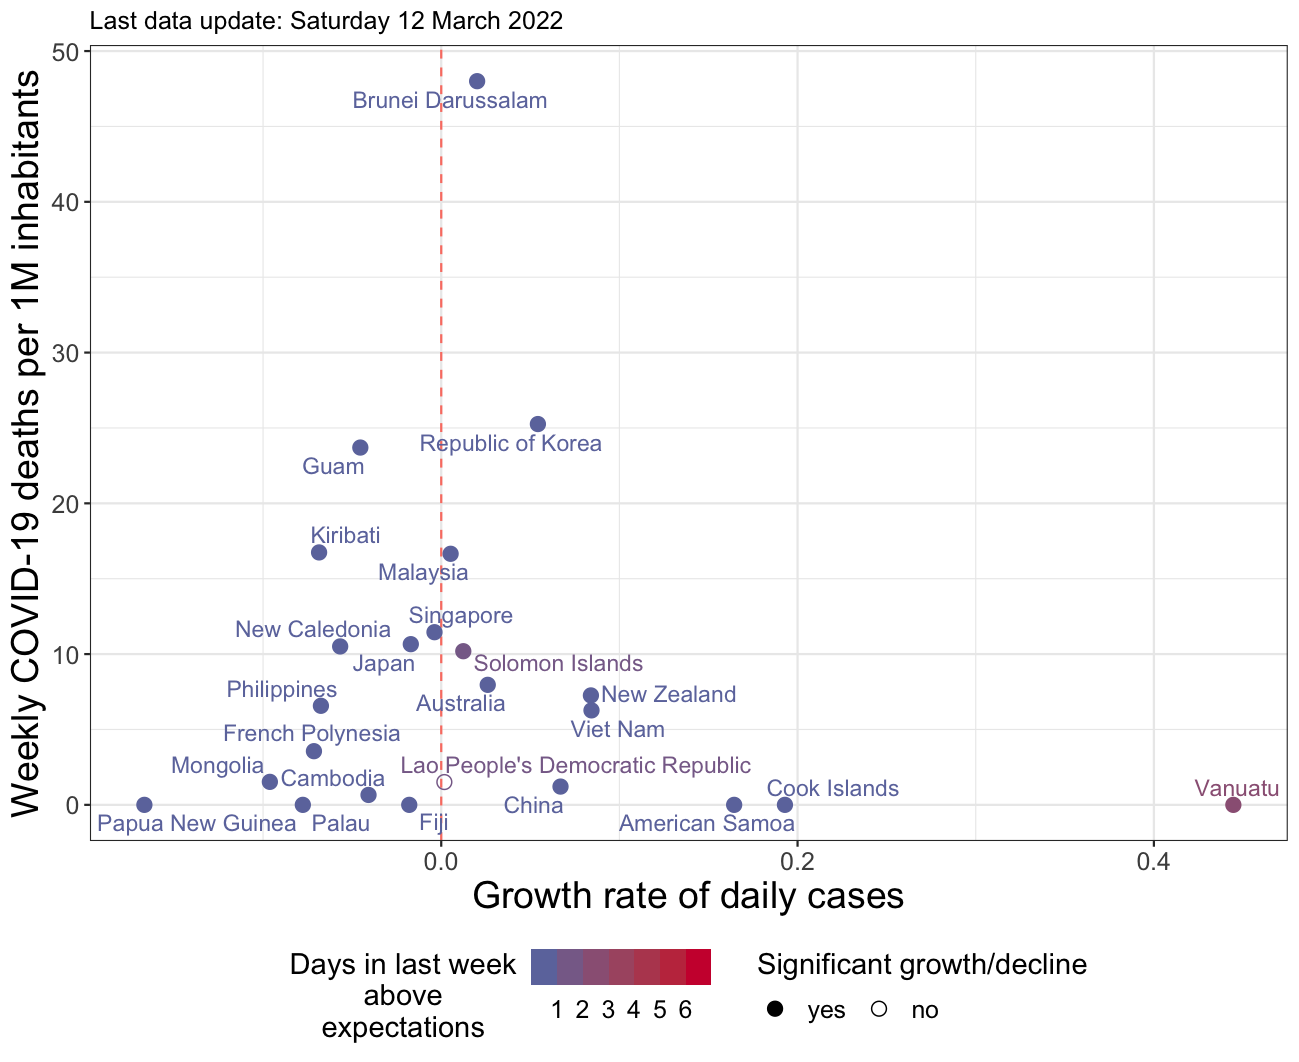 Last data update: Saturday 12 March 2022
Weekly COVID-19 deaths per 1M inhabitants
50
40
30
20
10
0
Brunei Darussalam
Republic of Korea
Guam
Kiribati
Malaysia
Singapore
New Caledonia
Japan
Solomon Islands
Philippines
New Zealand
Australia
Viet Nam
French Polynesia
Mongolia
Lao People's Democratic Republic
Cambodia
Cook Islands
Vanuatu
China
Papua New Guinea
Palau
Fiji
American Samoa
0.0
0.2
0.4
Growth rate of daily cases
Days in last week
above
expectations
1 2 3 4 5 6
Significant growth/decline
yes
no